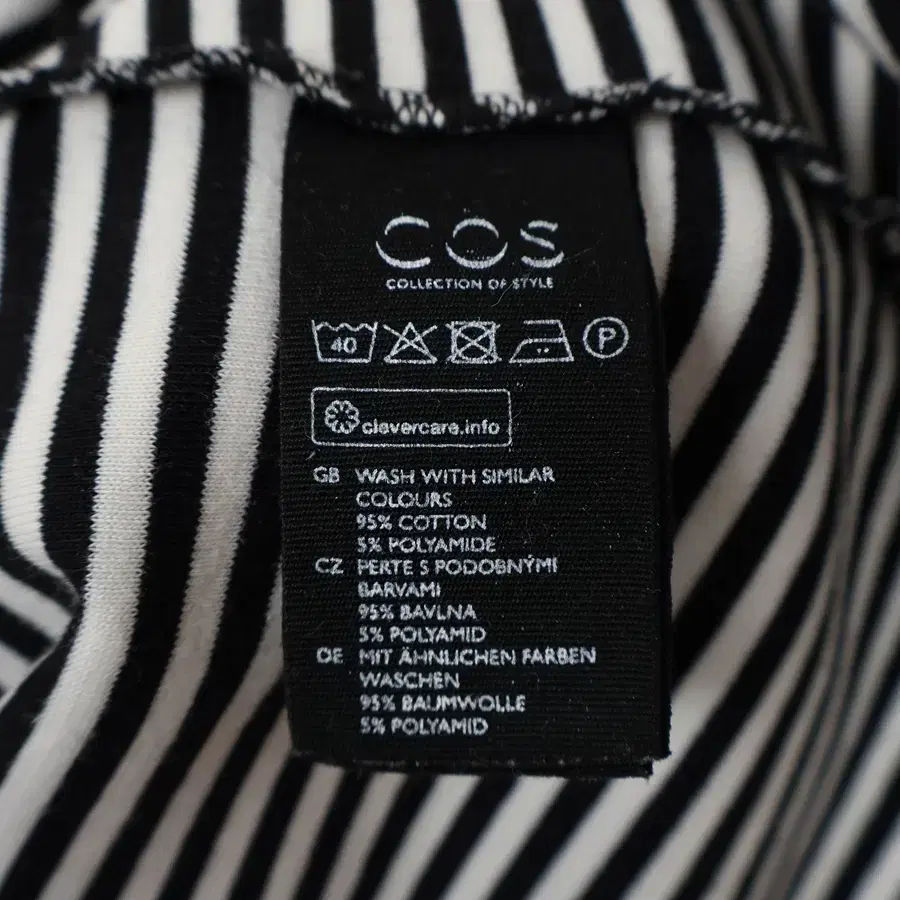 COS
COLLECTION OF STYLE
40 P
clevercare.info
GB WASH WITH SIMILAR
COLOURS
95% COTTON
5% POLYAMIDE
CZ PERTE S PODOBNÝMI
BARVAMI
95% BAVLNA
5% POLYAMID
DE MIT ÄHNLICHEN FARBEN
WASCHEN
95% BAUMWOLLE
5% POLYAMID